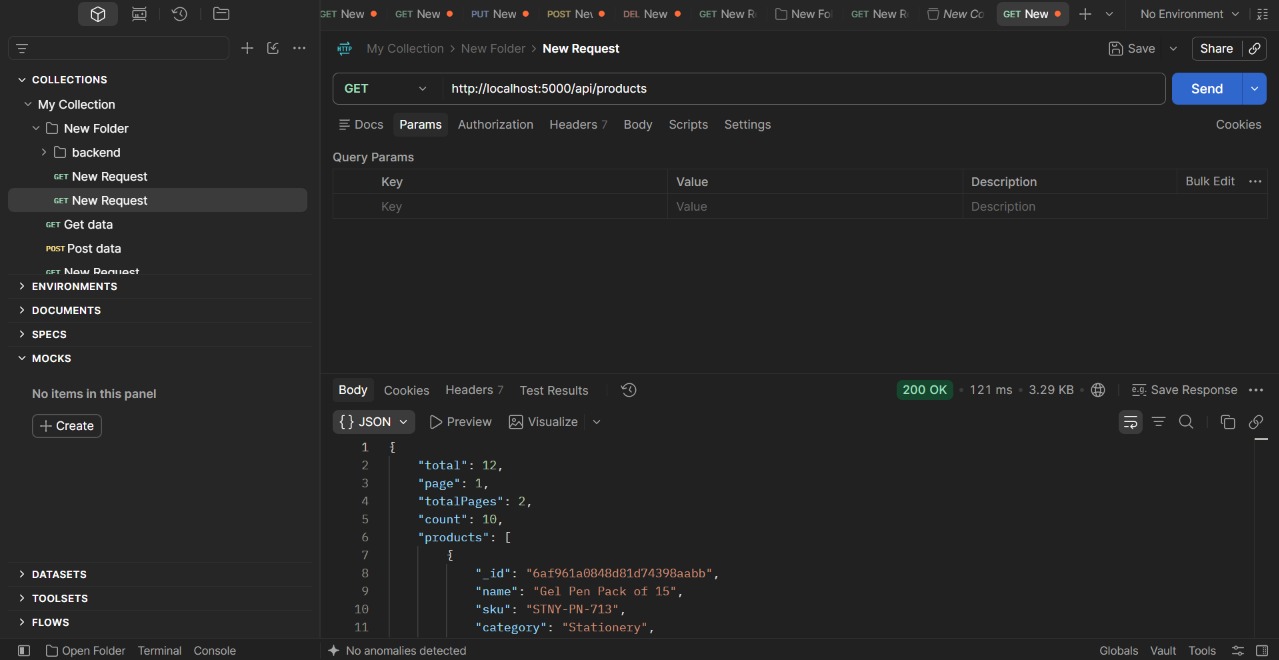 GET New GET New PUT New POST Nev DEL New GET New R New Fo GET New R New Co GET New No Environment
My Collection > New Folder > New Request Save Share
GET http://localhost:5000/api/products Send
Docs Params Authorization Headers 7 Body Scripts Settings Cookies
Query Params
Key Value Description Bulk Edit
Key Value Description
COLLECTIONS
My Collection
New Folder
backend
GET New Request
GET New Request
GET Get data
POST Post data
GET New Request
ENVIRONMENTS
DOCUMENTS
SPECS
MOCKS
No items in this panel
+ Create
DATASETS
TOOLSETS
FLOWS
Body Cookies Headers 7 Test Results 200 OK 121 ms 3.29 KB e.g. Save Response
{} JSON Preview Visualize
1 {
2 "total": 12,
3 "page": 1,
4 "totalPages": 2,
5 "count": 10,
6 "products": [
7 {
8 "_id": "6af961a0848d81d74398aabb",
9 "name": "Gel Pen Pack of 15",
10 "sku": "STNY-PN-713",
11 "category": "Stationery",
Open Folder Terminal Console No anomalies detected Globals Vault Tools